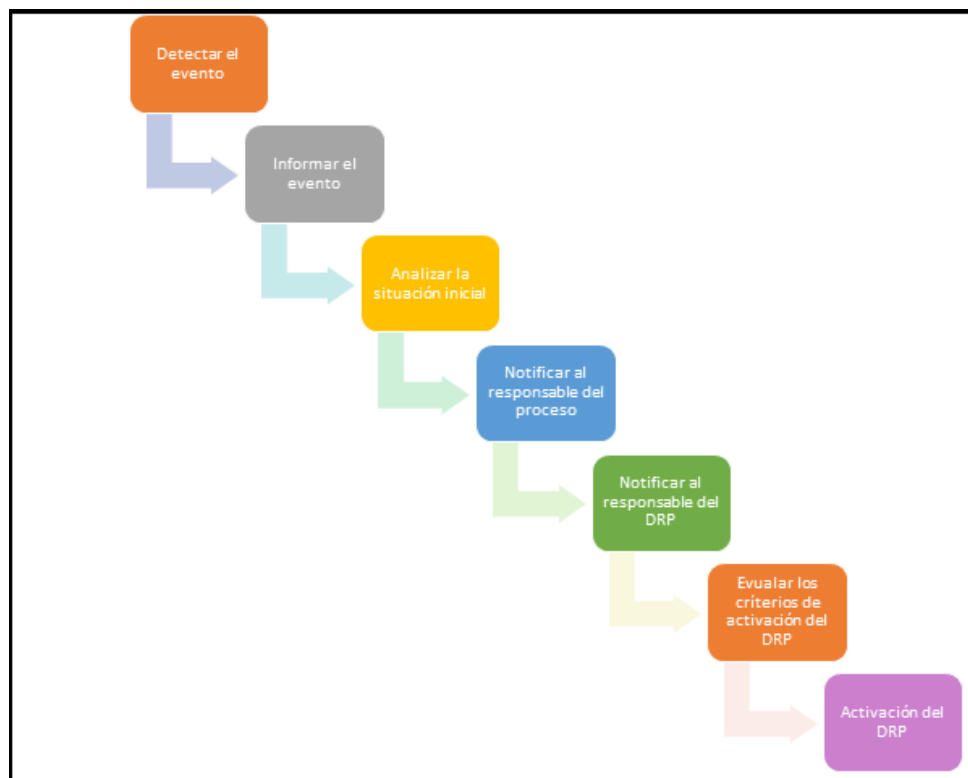 Detectar el
evento
Informar el
evento
Analizar la
situación inicial
Notificar al
responsable del
proceso
Notificar al
responsable del
DRP
Evualar los
críterios de
activación del
DRP
Activación del
DRP